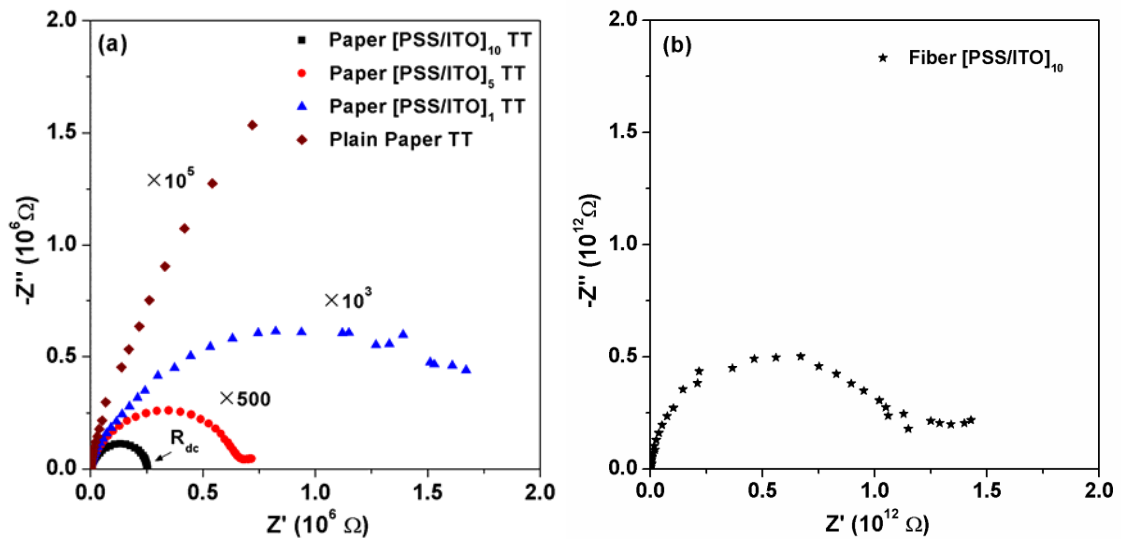 (a)
Paper [PSS/ITO]10 TT
Paper [PSS/ITO]5 TT
Paper [PSS/ITO]1 TT
Plain Paper TT
×10^5
×10^3
×500
Rdc
2.0
1.5
1.0
0.5
0.0
-Z'' (10^6 Ω)
0.0 0.5 1.0 1.5 2.0
Z' (10^6 Ω)
(b)
Fiber [PSS/ITO]10
2.0
1.5
1.0
0.5
0.0
-Z'' (10^12 Ω)
0.0 0.5 1.0 1.5 2.0
Z' (10^12 Ω)